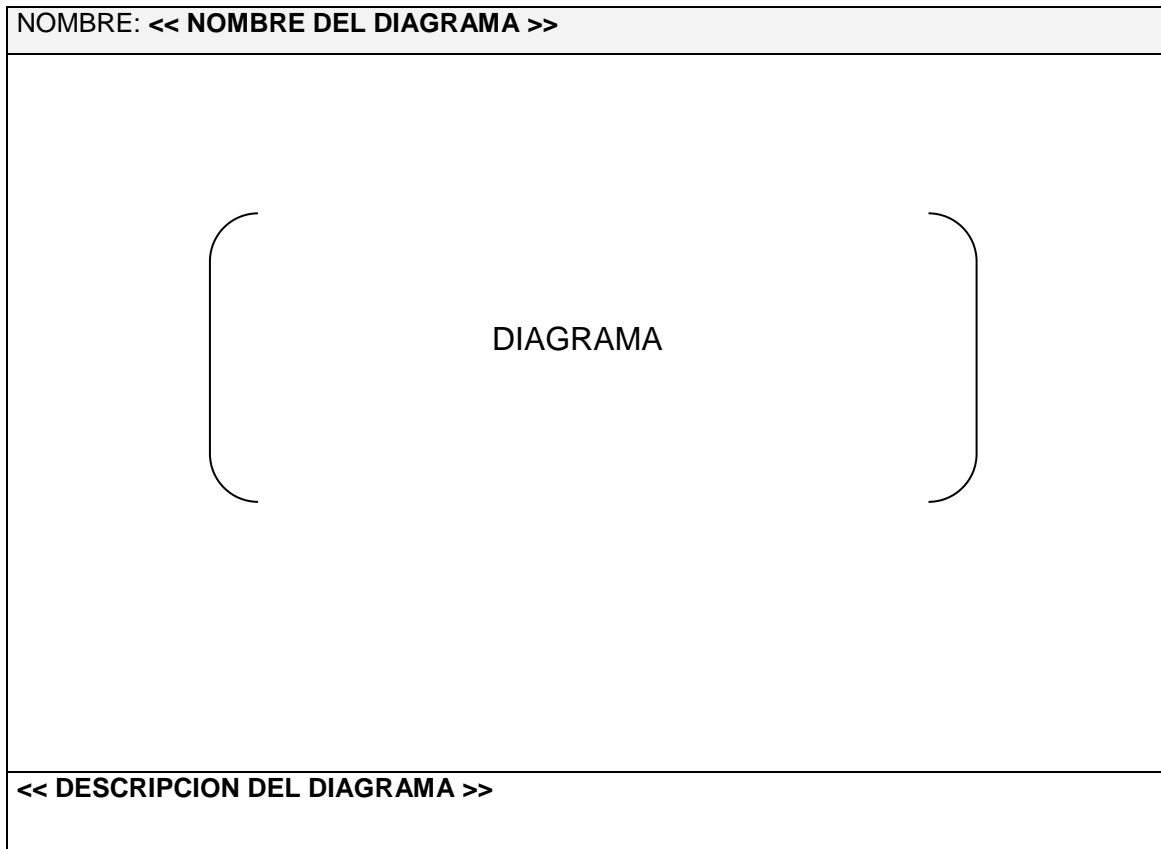 NOMBRE: << NOMBRE DEL DIAGRAMA >>
DIAGRAMA
<< DESCRIPCION DEL DIAGRAMA >>